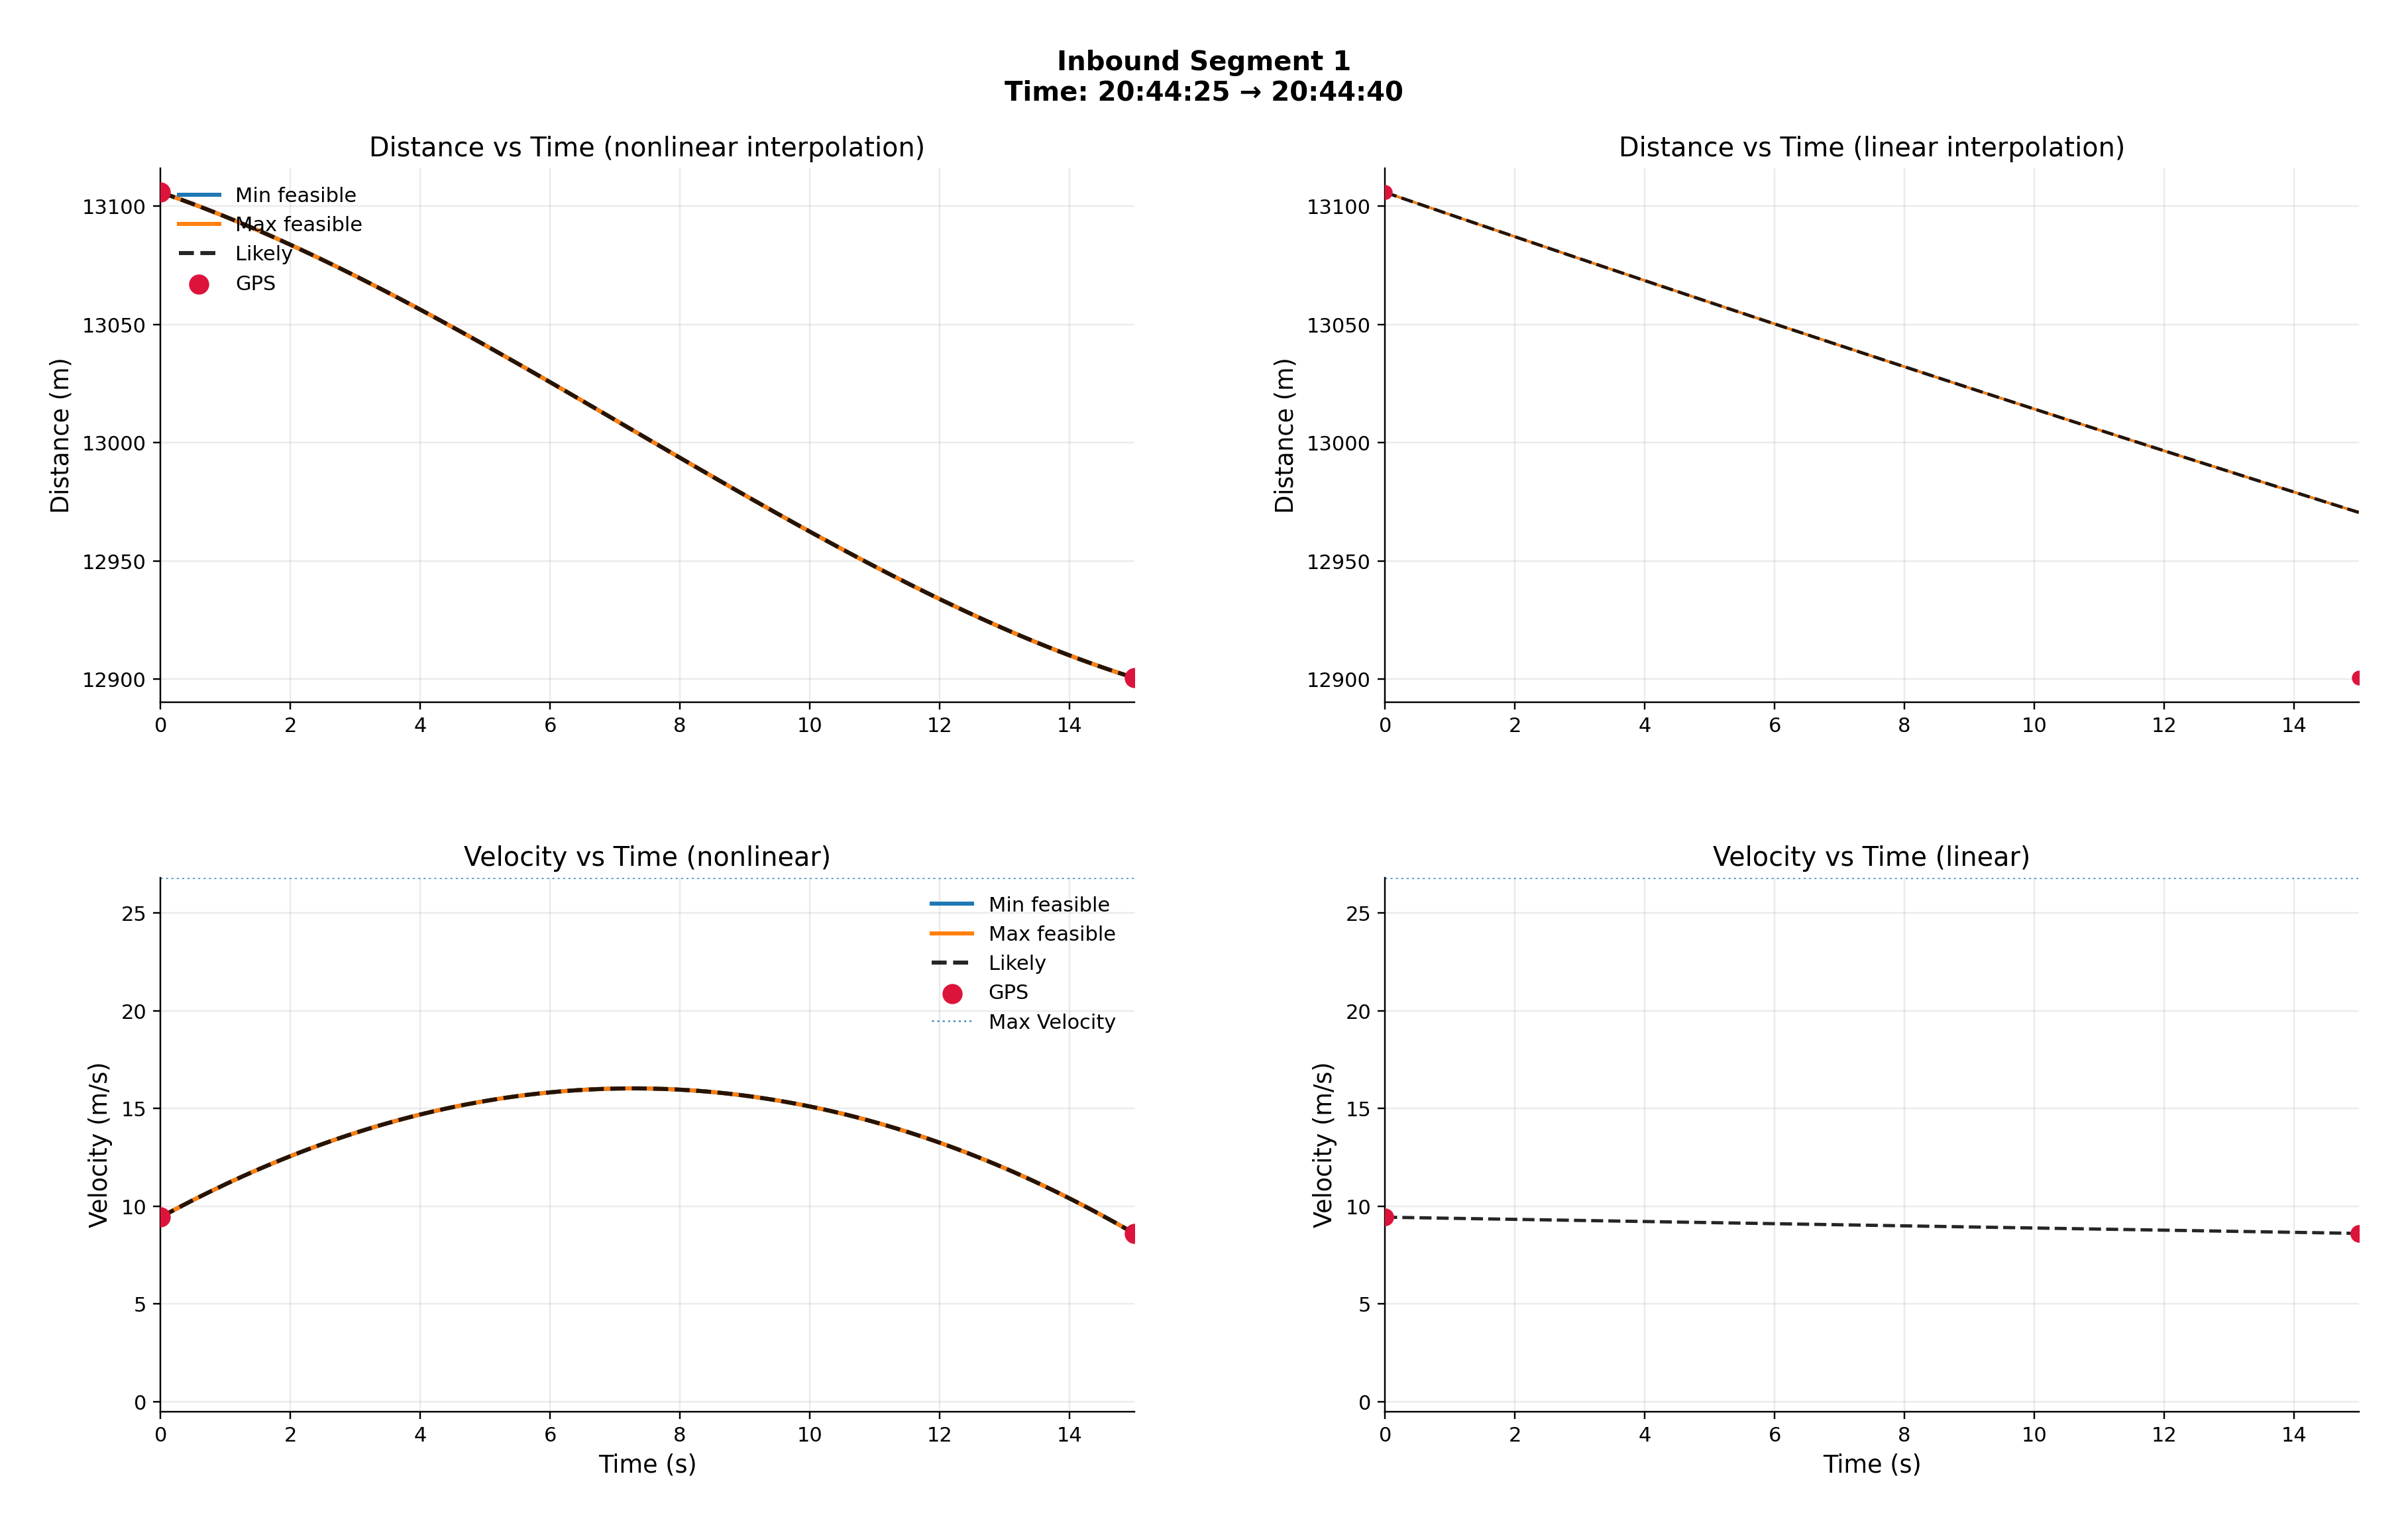 Inbound Segment 1
Time: 20:44:25 → 20:44:40
Distance vs Time (nonlinear interpolation)
Distance (m)
13100
13050
13000
12950
12900
Min feasible
Max feasible
Likely
GPS
0 2 4 6 8 10 12 14
Distance vs Time (linear interpolation)
Distance (m)
13100
13050
13000
12950
12900
0 2 4 6 8 10 12 14
Velocity vs Time (nonlinear)
Velocity (m/s)
25
20
15
10
5
0
Min feasible
Max feasible
Likely
GPS
Max Velocity
0 2 4 6 8 10 12 14
Time (s)
Velocity vs Time (linear)
Velocity (m/s)
25
20
15
10
5
0
0 2 4 6 8 10 12 14
Time (s)